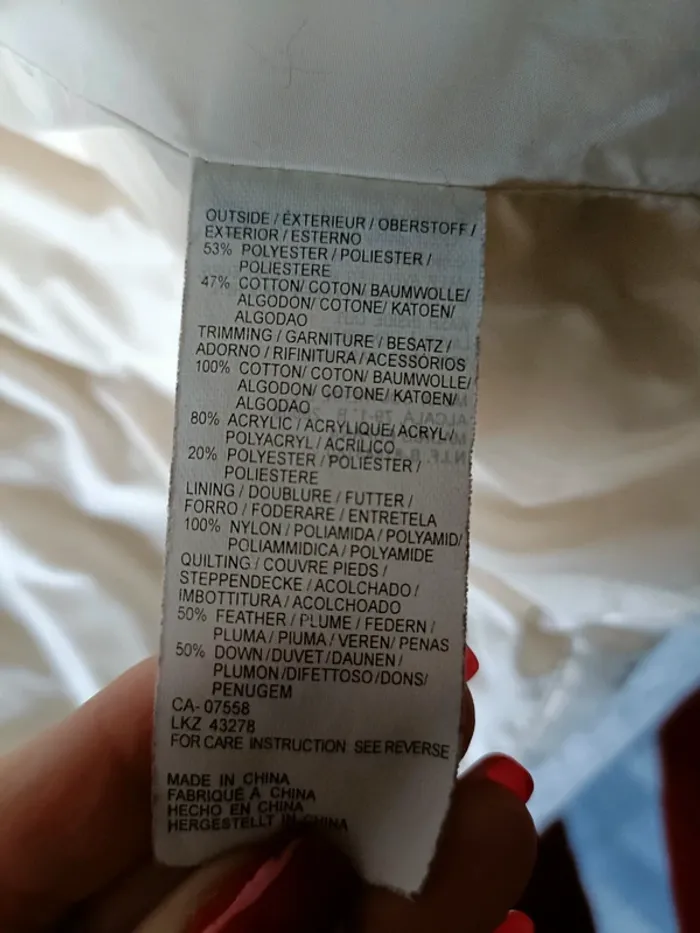 OUTSIDE / EXTERIEUR / OBERSTOFF /
EXTERIOR / ESTERNO
53% POLYESTER / POLIESTER /
POLIESTERE
47% COTTON/ COTON/ BAUMWOLLE/
ALGODON/ COTONE/ KATOEN/
ALGODAO
TRIMMING / GARNITURE / BESATZ /
ADORNO / RIFINITURA / ACESSÓRIOS
100% COTTON/ COTON/ BAUMWOLLE/
ALGODON/ COTONE/ KATOEN/
ALGODAO
80% ACRYLIC / ACRYLIQUE/ ACRYL/
POLYACRYL / ACRILICO
20% POLYESTER / POLIESTER /
POLIESTERE
LINING / DOUBLURE / FUTTER /
FORRO / FODERARE / ENTRETELA
100% NYLON / POLIAMIDA / POLYAMID/
POLIAMMIDICA / POLYAMIDE
QUILTING / COUVRE PIEDS /
STEPPENDECKE / ACOLCHADO /
IMBOTTITURA / ACOLCHOADO
50% FEATHER / PLUME / FEDERN /
PLUMA / PIUMA / VEREN/ PENAS
50% DOWN / DUVET / DAUNEN /
PLUMON /DIFETTOSO /DONS/
PENUGEM
CA- 07558
LKZ 43278
FOR CARE INSTRUCTION SEE REVERSE
MADE IN CHINA
FABRIQUÉ A CHINA
HECHO EN CHINA
HERGESTELLT IN CHINA